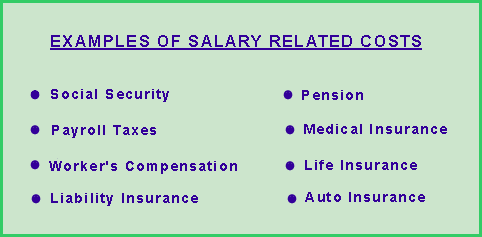 EXAMPLES OF SALARY RELATED COSTS
Social Security
Payroll Taxes
Worker's Compensation
Liability Insurance
Pension
Medical Insurance
Life Insurance
Auto Insurance